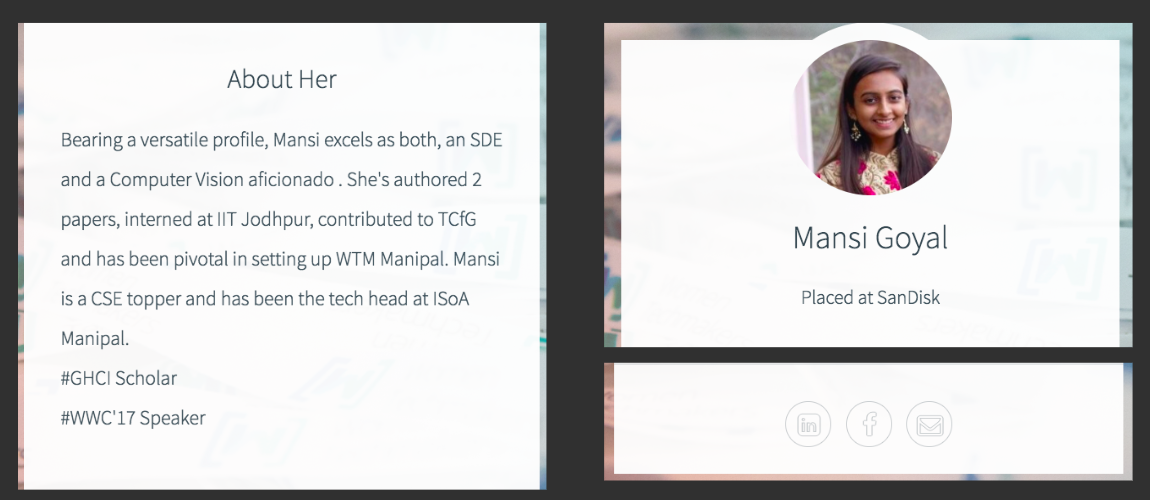 About Her
Bearing a versatile profile, Mansi excels as both, an SDE
and a Computer Vision aficionado . She's authored 2
papers, interned at IIT Jodhpur, contributed to TCfG
and has been pivotal in setting up WTM Manipal. Mansi
is a CSE topper and has been the tech head at ISoA
Manipal.
#GHCI Scholar
#WWC'17 Speaker
Mansi Goyal
Placed at SanDisk
in
f